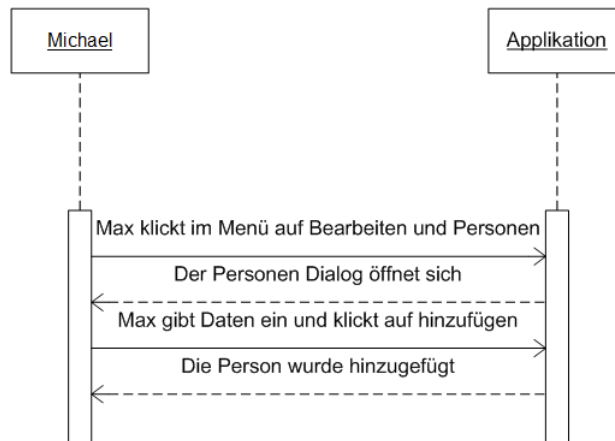 Michael
Applikation
Max klickt im Menü auf Bearbeiten und Personen
Der Personen Dialog öffnet sich
Max gibt Daten ein und klickt auf hinzufügen
Die Person wurde hinzugefügt